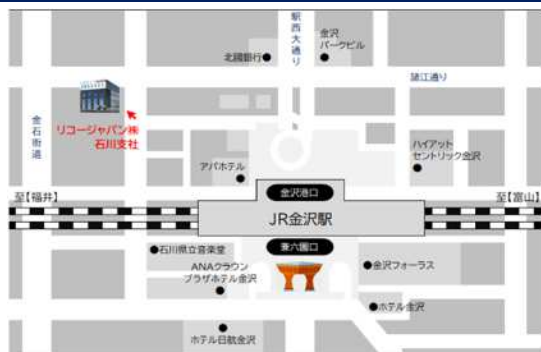 駅西大通り
金沢
パークビル
北國銀行
諸江通り
金石街道
リコージャパン㈱
石川支社
ハイアット
セントリック金沢
アパホテル
金沢港口
至【福井】
至【富山】
JR金沢駅
兼六園口
石川県立音楽堂
ANAクラウン
プラザホテル金沢
金沢フォーラス
ホテル金沢
ホテル日航金沢